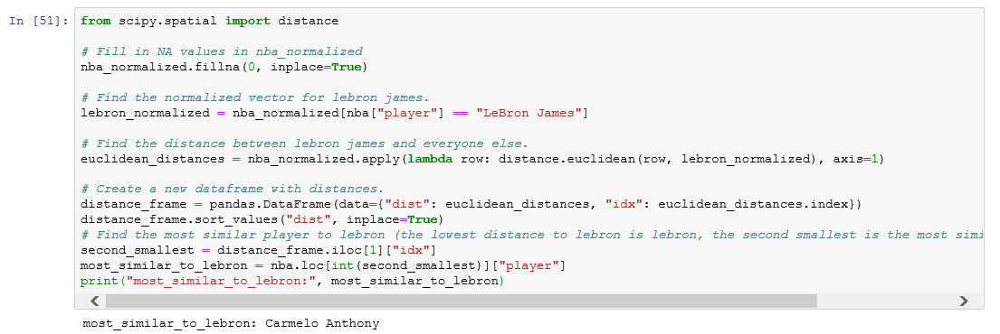 In [51]:
from scipy.spatial import distance
# Fill in NA values in nba_normalized
nba_normalized.fillna(0, inplace=True)
# Find the normalized vector for lebron james.
lebron_normalized = nba_normalized[nba["player"] == "LeBron James"]
# Find the distance between lebron james and everyone else.
euclidean_distances = nba_normalized.apply(lambda row: distance.euclidean(row, lebron_normalized), axis=1)
# Create a new dataframe with distances.
distance_frame = pandas.DataFrame(data={"dist": euclidean_distances, "idx": euclidean_distances.index})
distance_frame.sort_values("dist", inplace=True)
# Find the most similar player to lebron (the lowest distance to lebron is lebron, the second smallest is the most simi
second_smallest = distance_frame.iloc[1]["idx"]
most_similar_to_lebron = nba.loc[int(second_smallest)]["player"]
print("most_similar_to_lebron:", most_similar_to_lebron)
most_similar_to_lebron: Carmelo Anthony